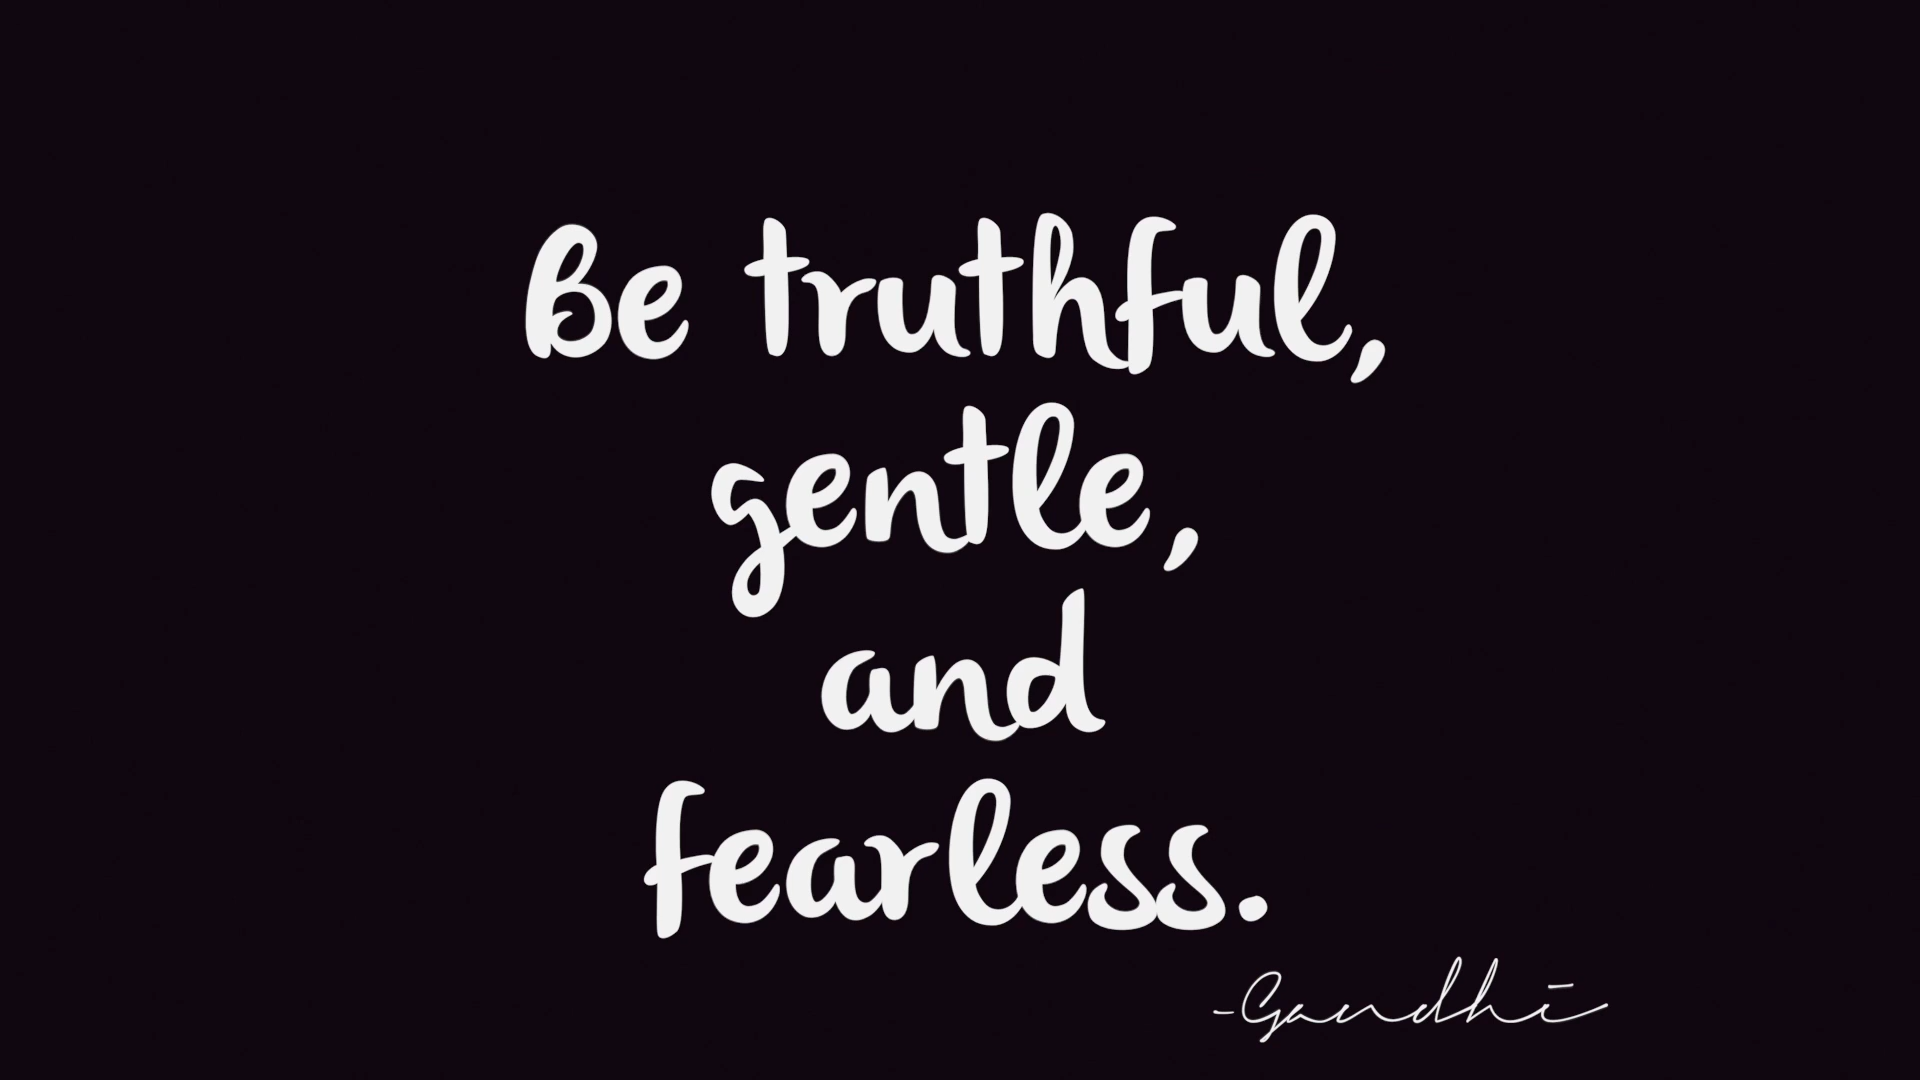 Be truthful,
gentle,
and
fearless.
-Gandhi